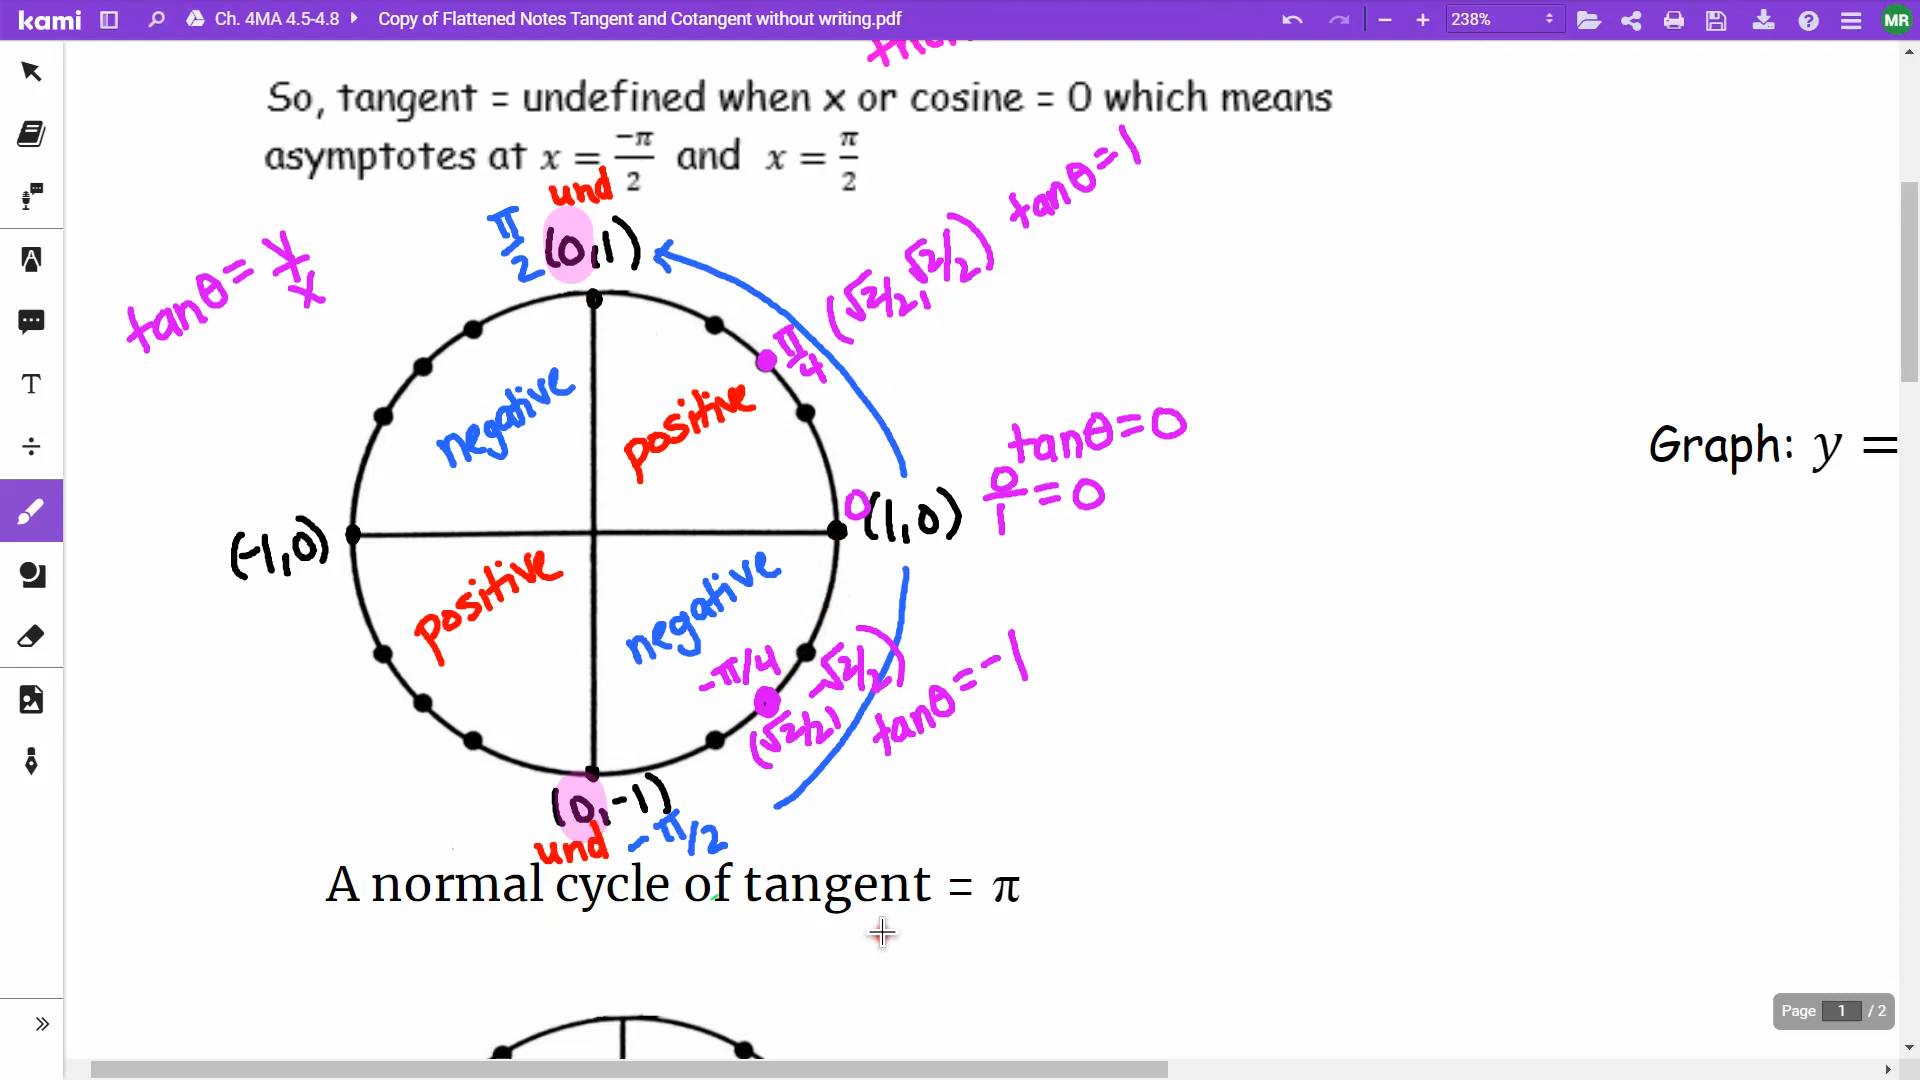 kami
Ch. 4MA 4.5-4.8
Copy of Flattened Notes Tangent and Cotangent without writing.pdf
238%
MR
So, tangent = undefined when x or cosine = 0 which means
asymptotes at x = -π/2 and x = π/2
und
π/2
(0,1)
tanθ = y/x
(√2/2, √2/2)
tanθ=1
π/4
negative
positive
tanθ=0
0/1=0
0
(1,0)
(-1,0)
positive
negative
-π/4
(√2/2, -√2/2)
tanθ=-1
(0,-1)
und
-π/2
A normal cycle of tangent = π
Graph: y =
T
Page 1 / 2